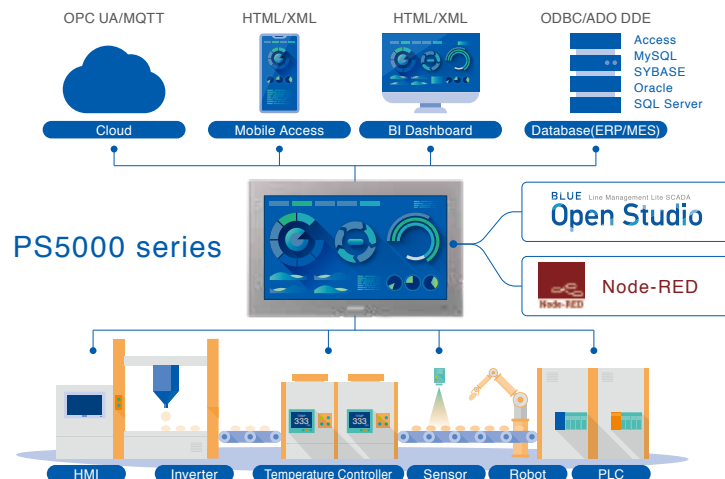 OPC UA/MQTT
HTML/XML
HTML/XML
ODBC/ADO DDE
Access
MySQL
SYBASE
Oracle
SQL Server
Cloud
Mobile Access
BI Dashboard
Database(ERP/MES)
PS5000 series
BLUE Line Management Lite SCADA
Open Studio
Node-RED
Node-RED
333
333
HMI
Inverter
Temperature Controller
Sensor
Robot
PLC